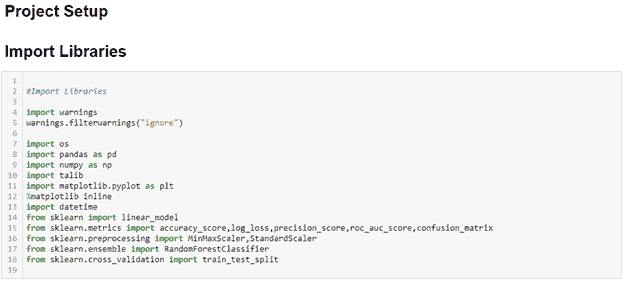 Project Setup
Import Libraries
1
2 #Import Libraries
3
4 import warnings
5 warnings.filterwarnings("ignore")
6
7 import os
8 import pandas as pd
9 import numpy as np
10 import talib
11 import matplotlib.pyplot as plt
12 %matplotlib inline
13 import datetime
14 from sklearn import linear_model
15 from sklearn.metrics import accuracy_score,log_loss,precision_score,roc_auc_score,confusion_matrix
16 from sklearn.preprocessing import MinMaxScaler,StandardScaler
17 from sklearn.ensemble import RandomForestClassifier
18 from sklearn.cross_validation import train_test_split
19